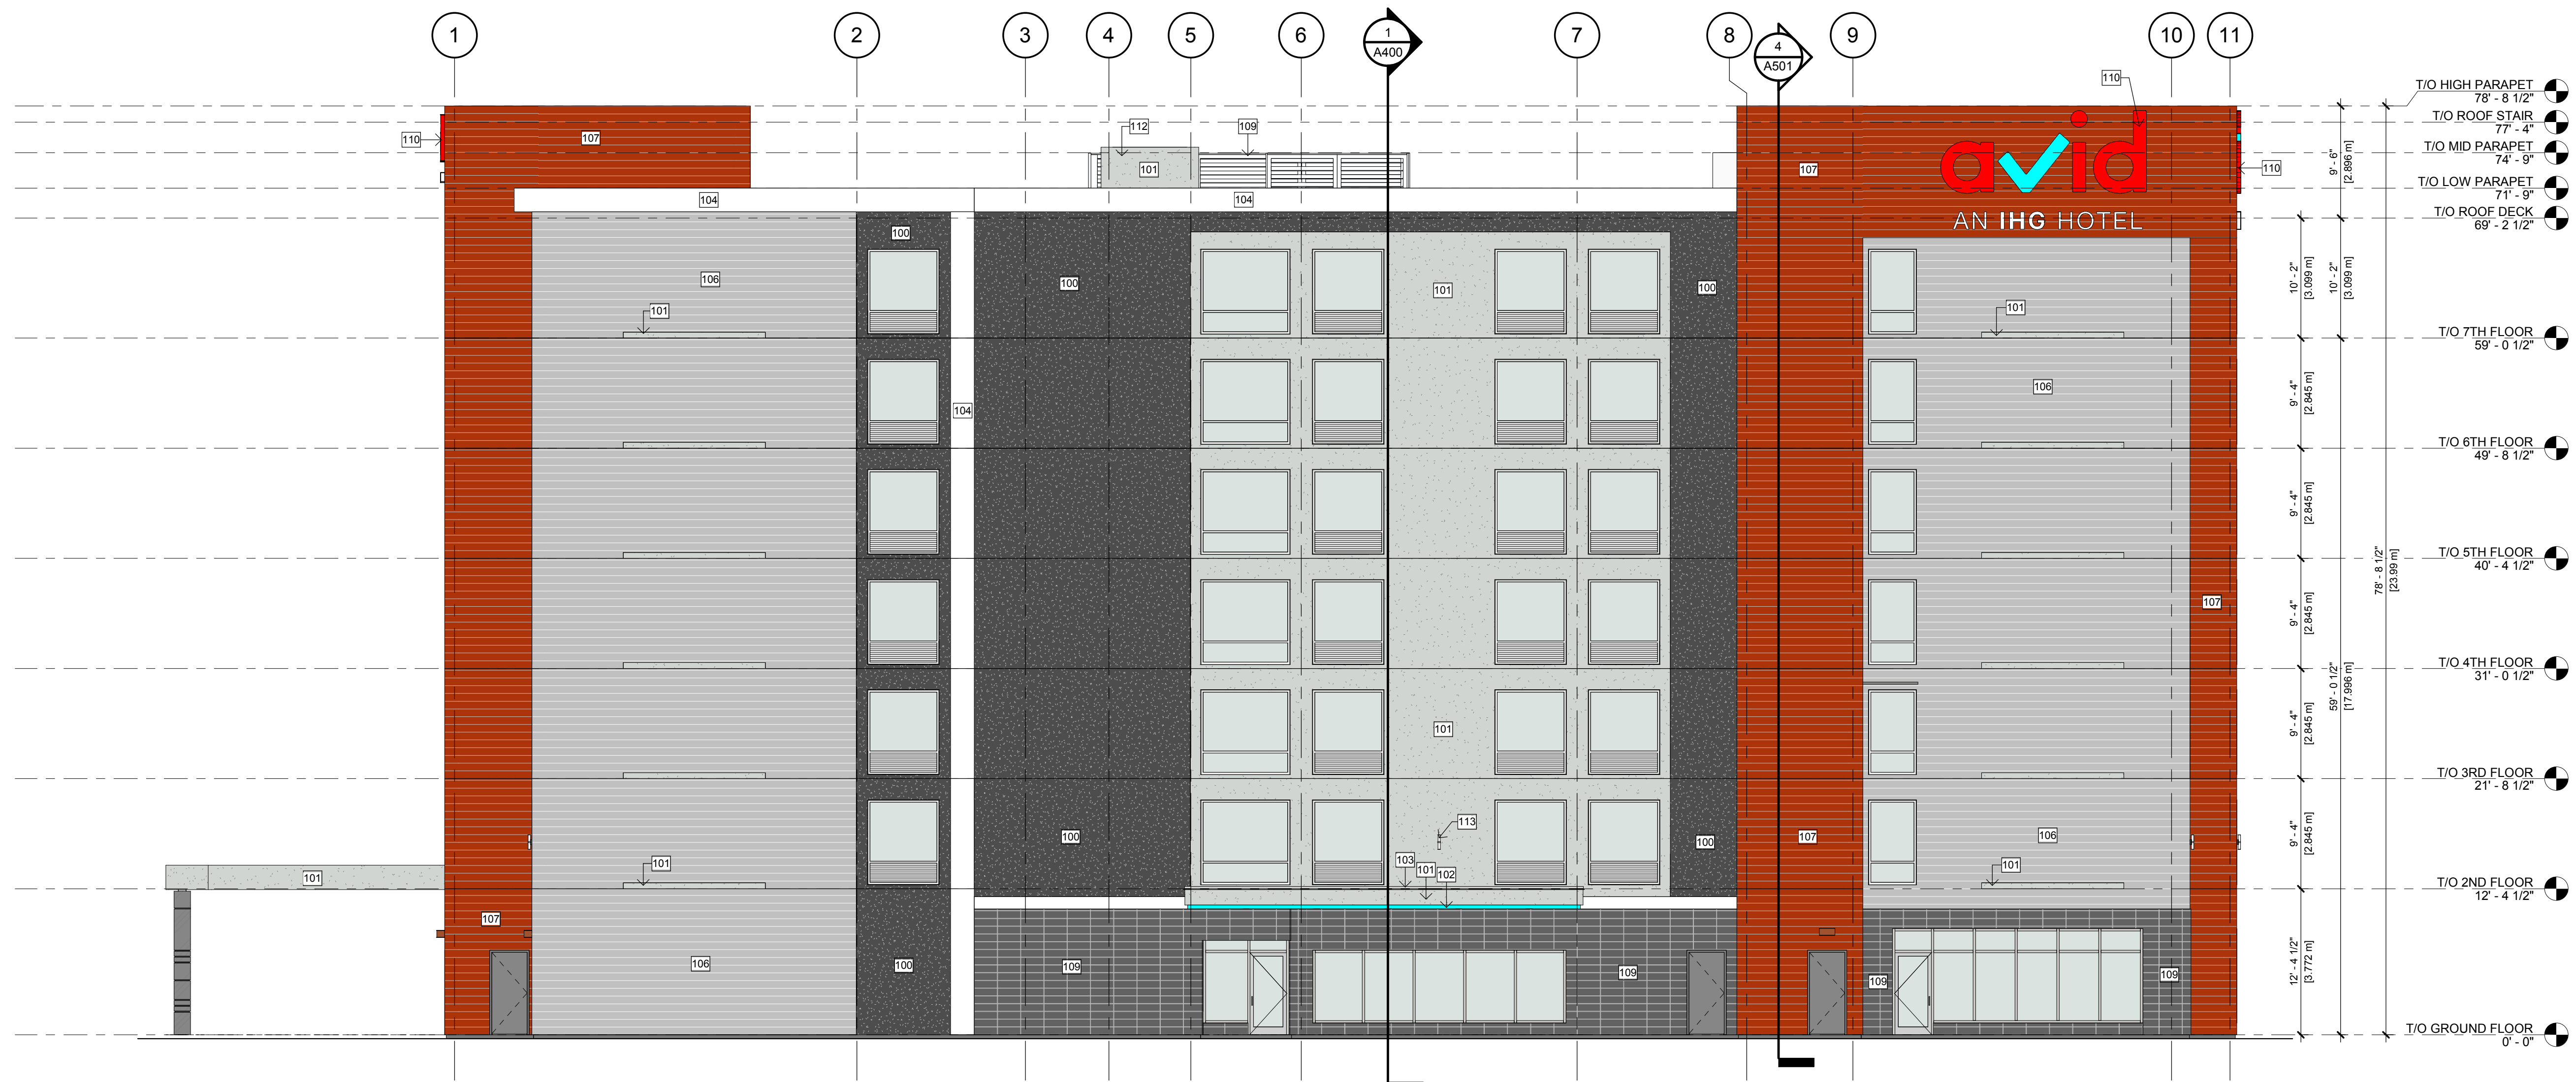 1
2
3
4
5
6
1
A400
7
8
4
A501
9
10
11
110
T/O HIGH PARAPET
78' - 8 1/2"
T/O ROOF STAIR
77' - 4"
T/O MID PARAPET
74' - 9"
T/O LOW PARAPET
71' - 9"
T/O ROOF DECK
69' - 2 1/2"
110
107
112
109
101
107
avid
AN IHG HOTEL
110
9' - 6"
[2.896 m]
104
104
100
106
100
101
100
101
101
10' - 2"
[3.099 m]
10' - 2"
[3.099 m]
T/O 7TH FLOOR
59' - 0 1/2"
104
106
9' - 4"
[2.845 m]
T/O 6TH FLOOR
49' - 8 1/2"
9' - 4"
[2.845 m]
T/O 5TH FLOOR
40' - 4 1/2"
78' - 8 1/2"
[23.99 m]
107
9' - 4"
[2.845 m]
T/O 4TH FLOOR
31' - 0 1/2"
59' - 0 1/2"
[17.996 m]
101
9' - 4"
[2.845 m]
T/O 3RD FLOOR
21' - 8 1/2"
113
100
100
107
106
9' - 4"
[2.845 m]
101
101
103
101
102
101
T/O 2ND FLOOR
12' - 4 1/2"
107
106
100
109
109
109
109
12' - 4 1/2"
[3.772 m]
T/O GROUND FLOOR
0' - 0"